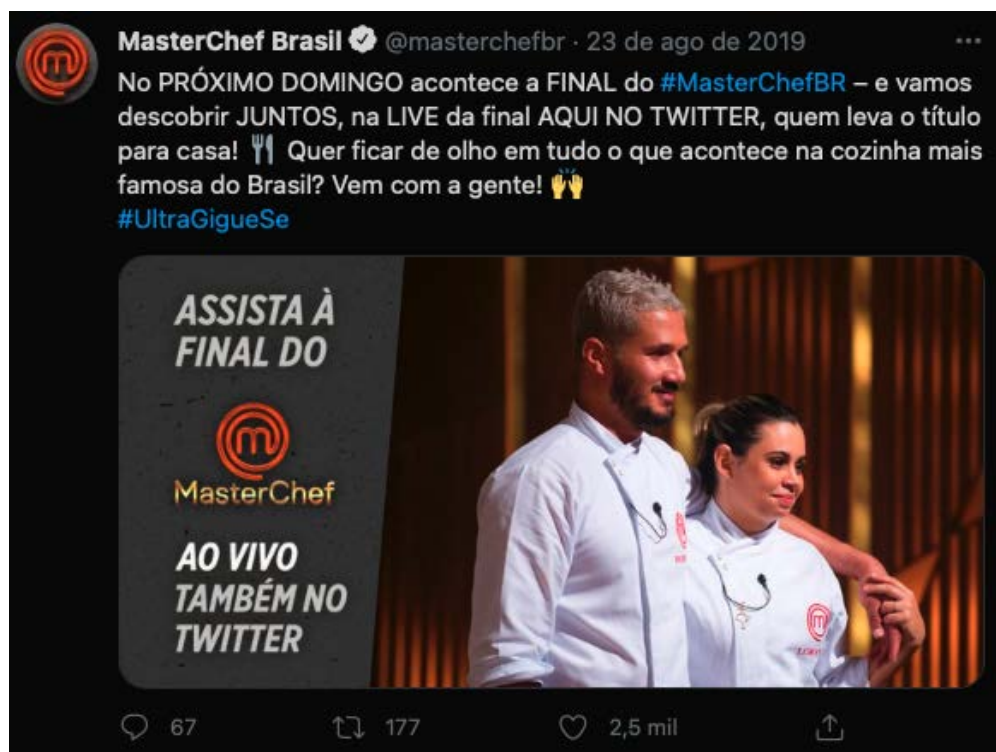 MasterChef Brasil @masterchefbr · 23 de ago de 2019
No PRÓXIMO DOMINGO acontece a FINAL do #MasterChefBR – e vamos
descobrir JUNTOS, na LIVE da final AQUI NO TWITTER, quem leva o título
para casa! 🍴 Quer ficar de olho em tudo o que acontece na cozinha mais
famosa do Brasil? Vem com a gente! 🙌
#UltraGigueSe
ASSISTA À
FINAL DO
MasterChef
AO VIVO
TAMBÉM NO
TWITTER
67 177 2,5 mil